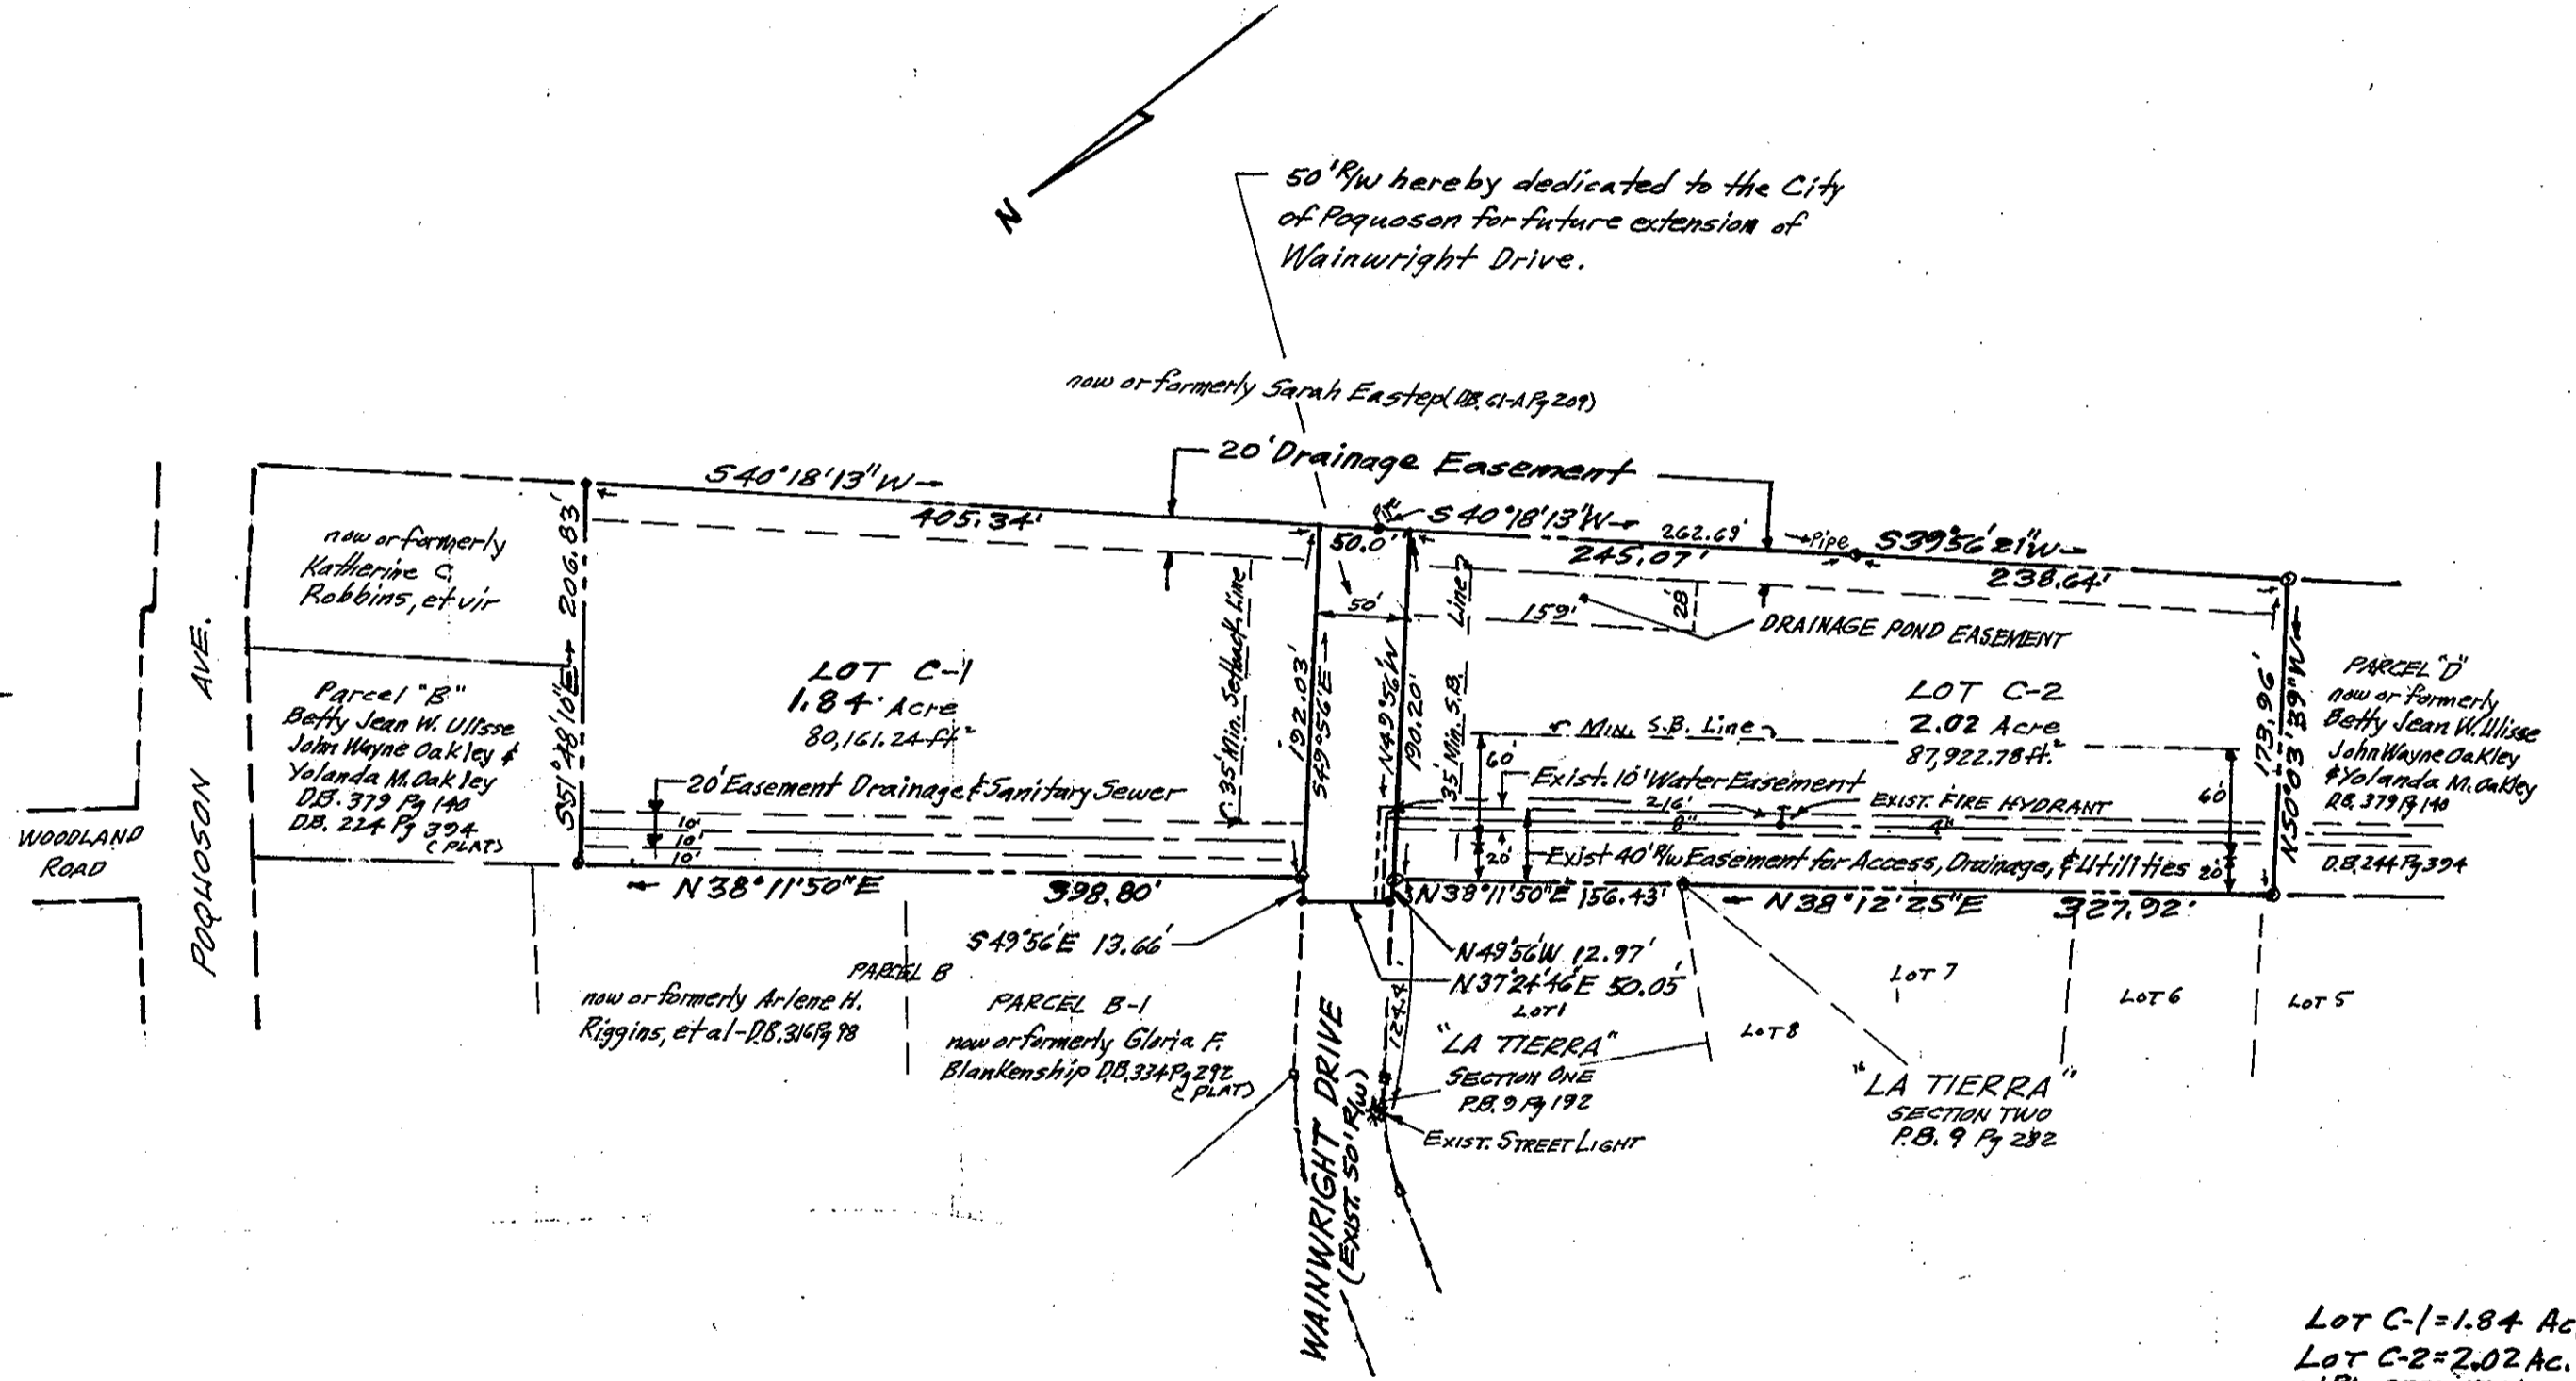 N
50' R/W hereby dedicated to the City
of Poquoson for future extension of
Wainwright Drive.
now or formerly Sarah Eastep (D.B. 61-A Pg 209)
20' Drainage Easement
S40°18'13"W
405.34'
S40°18'13"W
262.69'
50.0'
245.07'
Pipe
S39°56'21"W
238.64'
50'
159'
28'
DRAINAGE POND EASEMENT
now or formerly
Katherine C.
Robbins, et vir
S51°48'10"E 206.83'
POQUOSON AVE.
WOODLAND
ROAD
Parcel "B"
Betty Jean W. Ulisse
John Wayne Oakley &
Yolanda M. Oakley
D.B. 379 Pg 140
D.B. 224 Pg 394
(PLAT)
LOT C-1
1.84 Acre
80,161.24 ft²
35' Min. Setback Line
192.03'
S49°56'E
N49°56'W
190.20'
35' Min. S.B. Line
LOT C-2
2.02 Acre
87,922.78 ft.²
MIN. S.B. Line
60'
60'
173.96'
N50°03'39"W
PARCEL "D"
now or formerly
Betty Jean W. Ulisse
John Wayne Oakley
& Yolanda M. Oakley
D.B. 379 Pg 140
D.B. 244 Pg 394
20' Easement Drainage & Sanitary Sewer
10'
10'
10'
Exist. 10' Water Easement
216'
8"
EXIST. FIRE HYDRANT
4"
20'
Exist 40' R/W Easement for Access, Drainage, & Utilities
20'
N38°11'50"E
398.80'
N38°11'50"E 156.43'
N38°12'25"E
327.92'
S49°56'E 13.66'
N49°56'W 12.97'
N37°24'46"E 50.05'
PARCEL B
now or formerly Arlene H.
Riggins, et al - D.B. 316 Pg 98
PARCEL B-1
now or formerly Gloria F.
Blankenship D.B. 334 Pg 292
(PLAT)
WAINWRIGHT DRIVE
(EXIST. 50' R/W)
124.4'
LOT 1
"LA TIERRA"
SECTION ONE
P.B. 9 Pg 192
EXIST. STREET LIGHT
LOT 8
LOT 7
LOT 6
LOT 5
"LA TIERRA"
SECTION TWO
P.B. 9 Pg 282
LOT C-1 = 1.84 Ac.
LOT C-2 = 2.02 Ac.